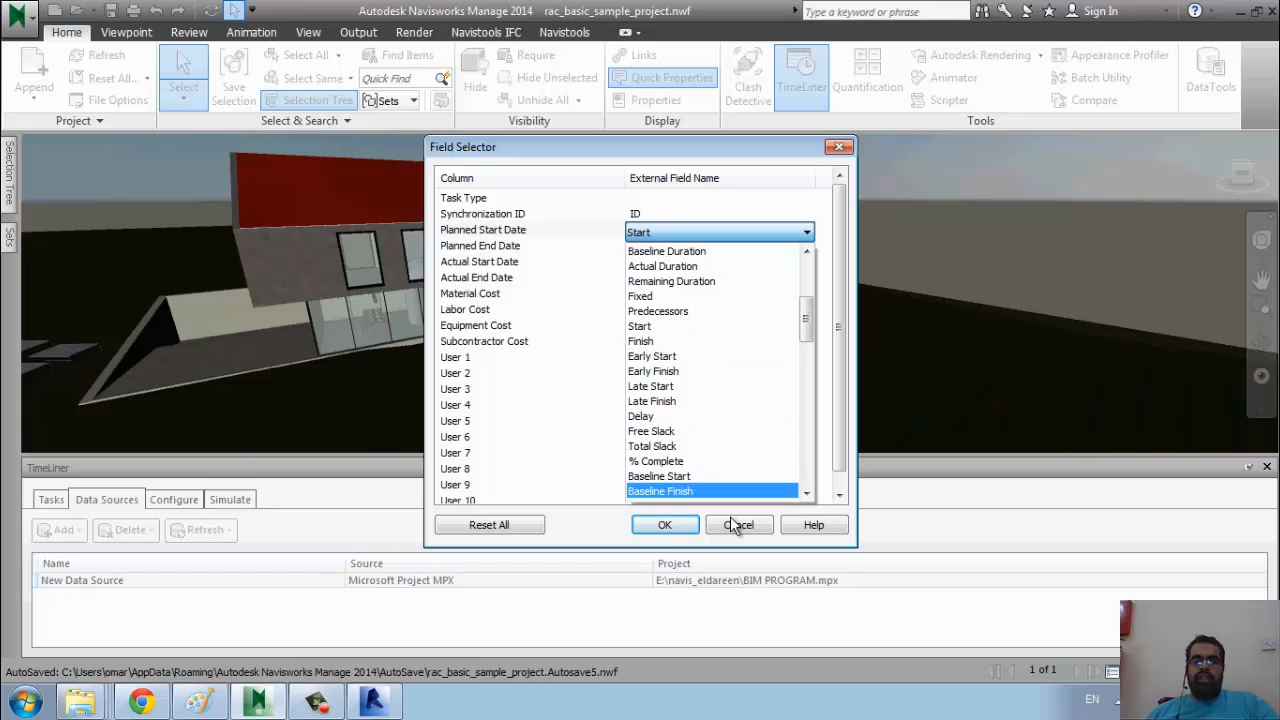 Autodesk Navisworks Manage 2014 rac_basic_sample_project.nwf
Type a keyword or phrase
Sign In
Home Viewpoint Review Animation View Output Render Navistools IFC Navistools
Append
Refresh
Reset All...
File Options
Project
Select
Save Selection
Select All
Select Same
Selection Tree
Find Items
Quick Find
Sets
Select & Search
Hide
Require
Hide Unselected
Unhide All
Visibility
Links
Quick Properties
Properties
Display
Clash Detective
TimeLiner
Quantification
Autodesk Rendering
Animator
Scripter
Appearance Profiler
Batch Utility
Compare
DataTools
Tools
Selection Tree
Sets
Field Selector
Column External Field Name
Task Type
Synchronization ID ID
Planned Start Date Start
Planned End Date
Actual Start Date
Actual End Date
Material Cost
Labor Cost
Equipment Cost
Subcontractor Cost
User 1
User 2
User 3
User 4
User 5
User 6
User 7
User 8
User 9
User 10
Baseline Duration
Actual Duration
Remaining Duration
Fixed
Predecessors
Start
Finish
Early Start
Early Finish
Late Start
Late Finish
Delay
Free Slack
Total Slack
% Complete
Baseline Start
Baseline Finish
Reset All OK Cancel Help
TimeLiner
Tasks Data Sources Configure Simulate
Add Delete Refresh
Name Source Project
New Data Source Microsoft Project MPX E:\navis_eldareen\BIM PROGRAM.mpx
AutoSaved: C:\Users\omar\AppData\Roaming\Autodesk Navisworks Manage 2014\AutoSave\rac_basic_sample_project.Autosave5.nwf
1 of 1
EN